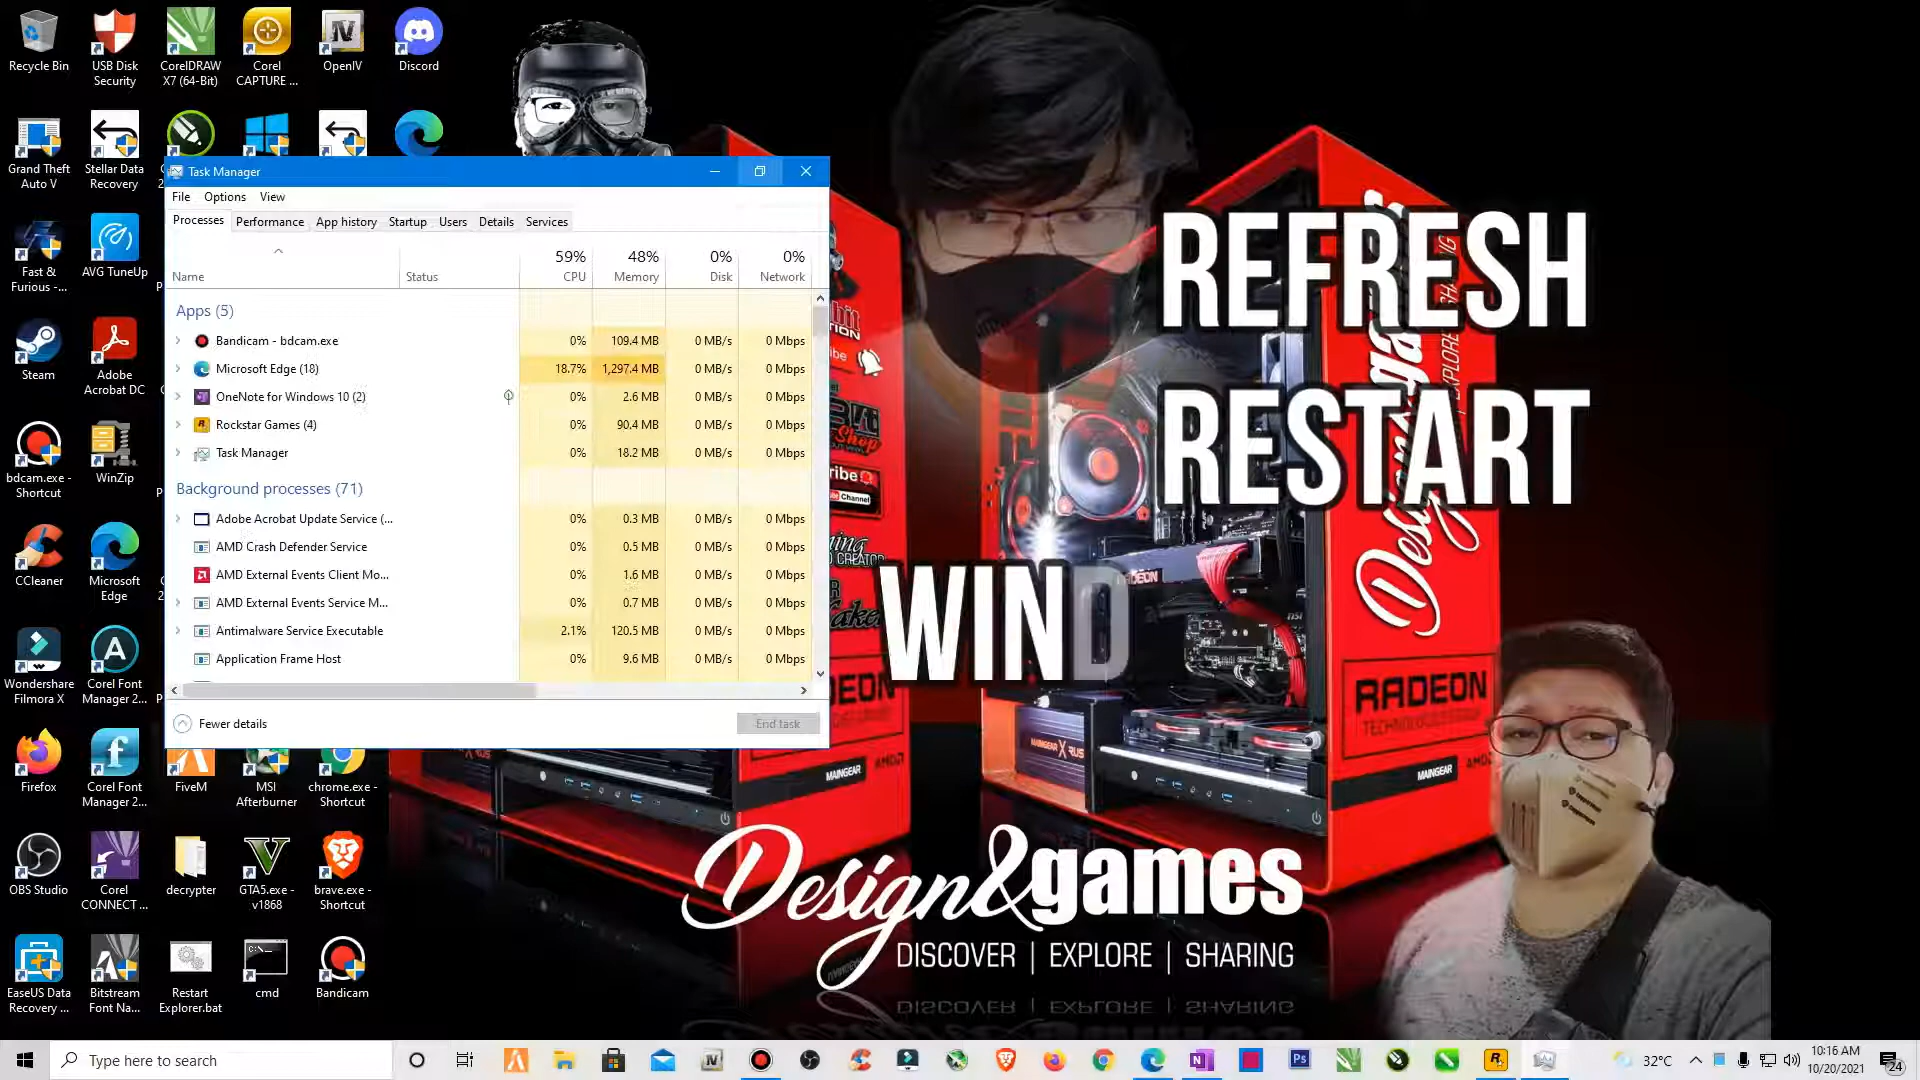 Recycle Bin
USB Disk Security
CorelDRAW X7 (64-Bit)
Corel CAPTURE ...
OpenIV
Discord
Grand Theft Auto V
Stellar Data Recovery
Fast & Furious -...
AVG TuneUp
Steam
Adobe Acrobat DC
bdcam.exe - Shortcut
WinZip
CCleaner
Microsoft Edge
Wondershare Filmora X
Corel Font Manager 2...
Firefox
Corel Font Manager 2...
FiveM
MSI Afterburner
chrome.exe - Shortcut
OBS Studio
Corel CONNECT ...
decrypter
GTA5.exe - v1868
brave.exe - Shortcut
EaseUS Data Recovery ...
Bitstream Font Na...
Restart Explorer.bat
cmd
Bandicam
Task Manager
File Options View
Processes Performance App history Startup Users Details Services
59% 48% 0% 0%
Name Status CPU Memory Disk Network
Apps (5)
Bandicam - bdcam.exe 0% 109.4 MB 0 MB/s 0 Mbps
Microsoft Edge (18) 18.7% 1,297.4 MB 0 MB/s 0 Mbps
OneNote for Windows 10 (2) 0% 2.6 MB 0 MB/s 0 Mbps
Rockstar Games (4) 0% 90.4 MB 0 MB/s 0 Mbps
Task Manager 0% 18.2 MB 0 MB/s 0 Mbps
Background processes (71)
Adobe Acrobat Update Service (... 0% 0.3 MB 0 MB/s 0 Mbps
AMD Crash Defender Service 0% 0.5 MB 0 MB/s 0 Mbps
AMD External Events Client Mo... 0% 1.6 MB 0 MB/s 0 Mbps
AMD External Events Service M... 0% 0.7 MB 0 MB/s 0 Mbps
Antimalware Service Executable 2.1% 120.5 MB 0 MB/s 0 Mbps
Application Frame Host 0% 9.6 MB 0 MB/s 0 Mbps
Fewer details
End task
REFRESH
RESTART
WIND
RADEON
RADEON
MAINGEAR
MAINGEAR
Design&games
DISCOVER | EXPLORE | SHARING
Type here to search
32°C
10:16 AM
10/20/2021
24